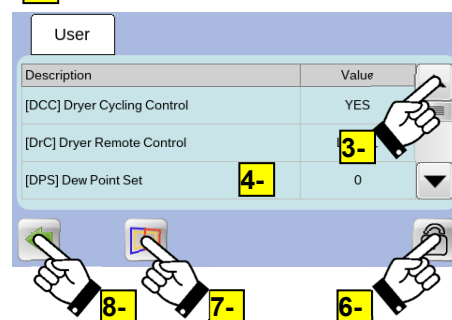 User
Description Value
[DCC] Dryer Cycling Control YES
[DrC] Dryer Remote Control
3-
[DPS] Dew Point Set 4- 0
8- 7- 6-